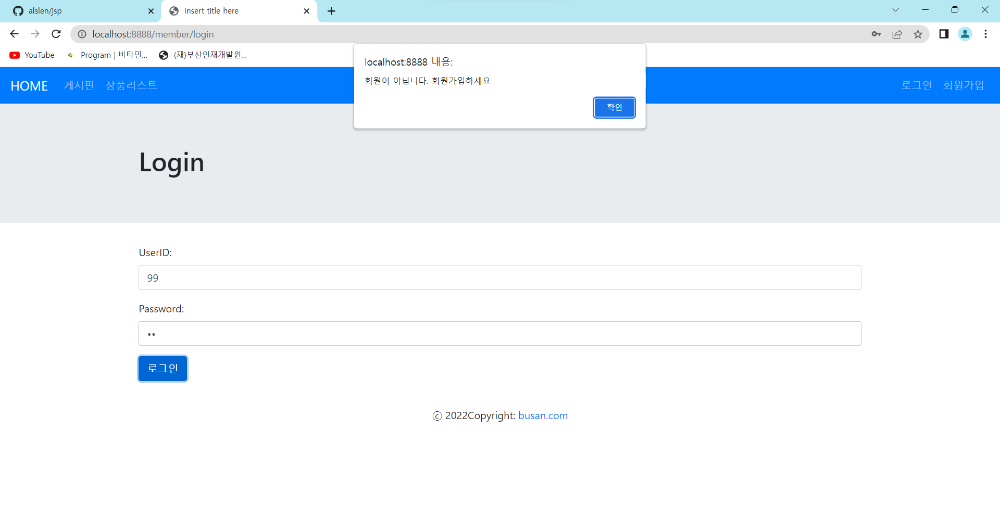 alslen/jsp
Insert title here
localhost:8888/member/login
YouTube
Program | 비타민...
(재)부산인재개발원...
localhost:8888 내용:
회원이 아닙니다. 회원가입하세요
확인
HOME 게시판 상품리스트 로그인 회원가입
Login
UserID:
99
Password:
••
로그인
ⓒ 2022Copyright: busan.com